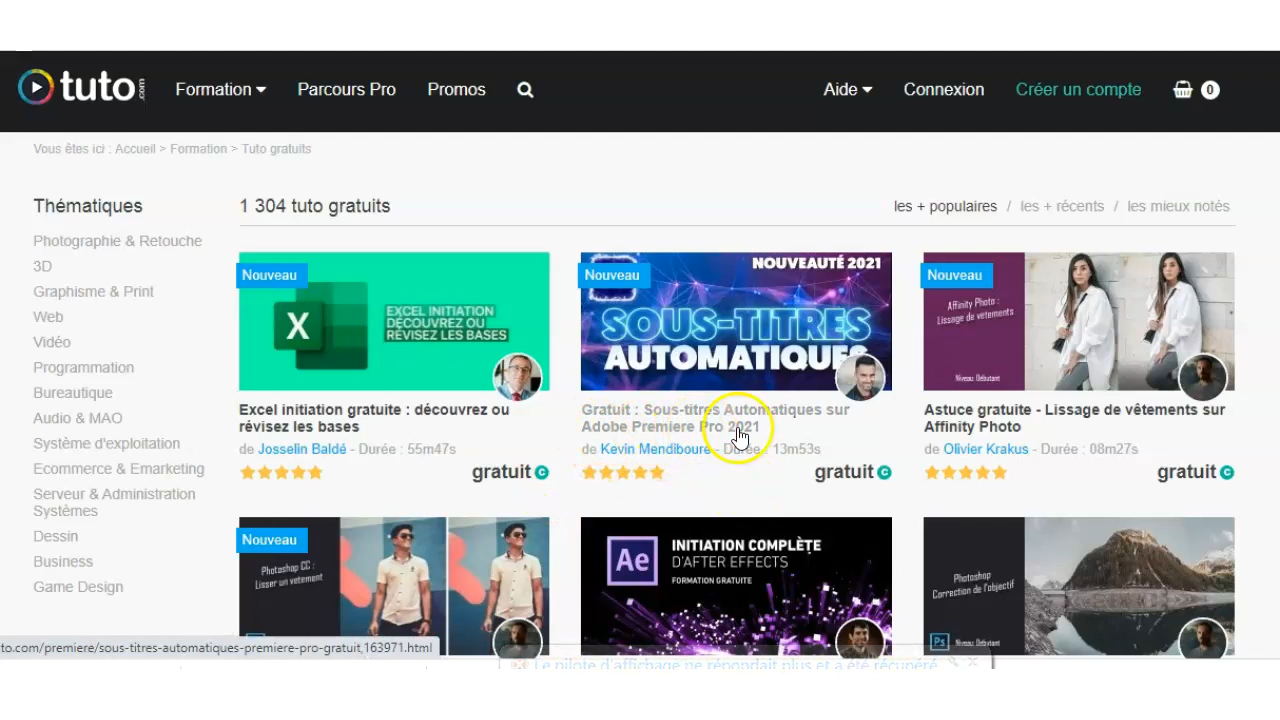 tuto.com
Formation
Parcours Pro
Promos
Aide
Connexion
Créer un compte
0
Vous êtes ici : Accueil > Formation > Tuto gratuits
Thématiques
Photographie & Retouche
3D
Graphisme & Print
Web
Vidéo
Programmation
Bureautique
Audio & MAO
Système d'exploitation
Ecommerce & Emarketing
Serveur & Administration
Systèmes
Dessin
Business
Game Design
1 304 tuto gratuits
les + populaires / les + récents / les mieux notés
Nouveau
X
EXCEL INITIATION
DÉCOUVREZ OU
RÉVISEZ LES BASES
Excel initiation gratuite : découvrez ou
révisez les bases
de Josselin Baldé - Durée : 55m47s
gratuit C
Nouveau
NOUVEAUTÉ 2021
SOUS-TITRES
AUTOMATIQUES
Gratuit : Sous-titres Automatiques sur
Adobe Premiere Pro 2021
de Kevin Mendiboure - Durée : 13m53s
gratuit C
Nouveau
Affinity Photo :
Lissage de vetements
Niveau Débutant
Astuce gratuite - Lissage de vêtements sur
Affinity Photo
de Olivier Krakus - Durée : 08m27s
gratuit C
Nouveau
Photoshop CC :
Lisser un vetement
Ae
INITIATION COMPLÈTE
D'AFTER EFFECTS
FORMATION GRATUITE
Photoshop
Correction de l'objectif
Ps
Niveau Débutant
to.com/premiere/sous-titres-automatiques-premiere-pro-gratuit,163971.html
Le pilote d'affichage ne répondait plus et a été récupéré